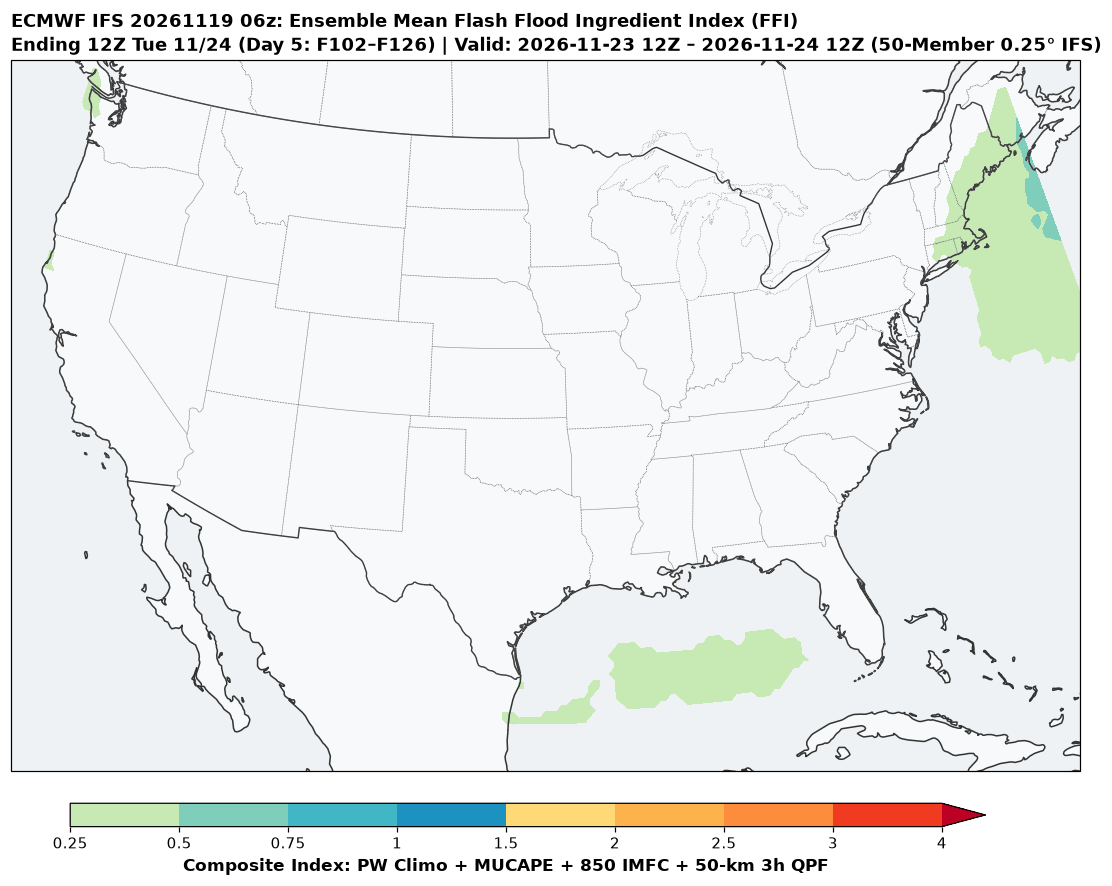 ECMWF IFS 20261119 06z: Ensemble Mean Flash Flood Ingredient Index (FFI)
Ending 12Z Tue 11/24 (Day 5: F102–F126) | Valid: 2026-11-23 12Z – 2026-11-24 12Z (50-Member 0.25° IFS)
0.25 0.5 0.75 1 1.5 2 2.5 3 4
Composite Index: PW Climo + MUCAPE + 850 IMFC + 50-km 3h QPF